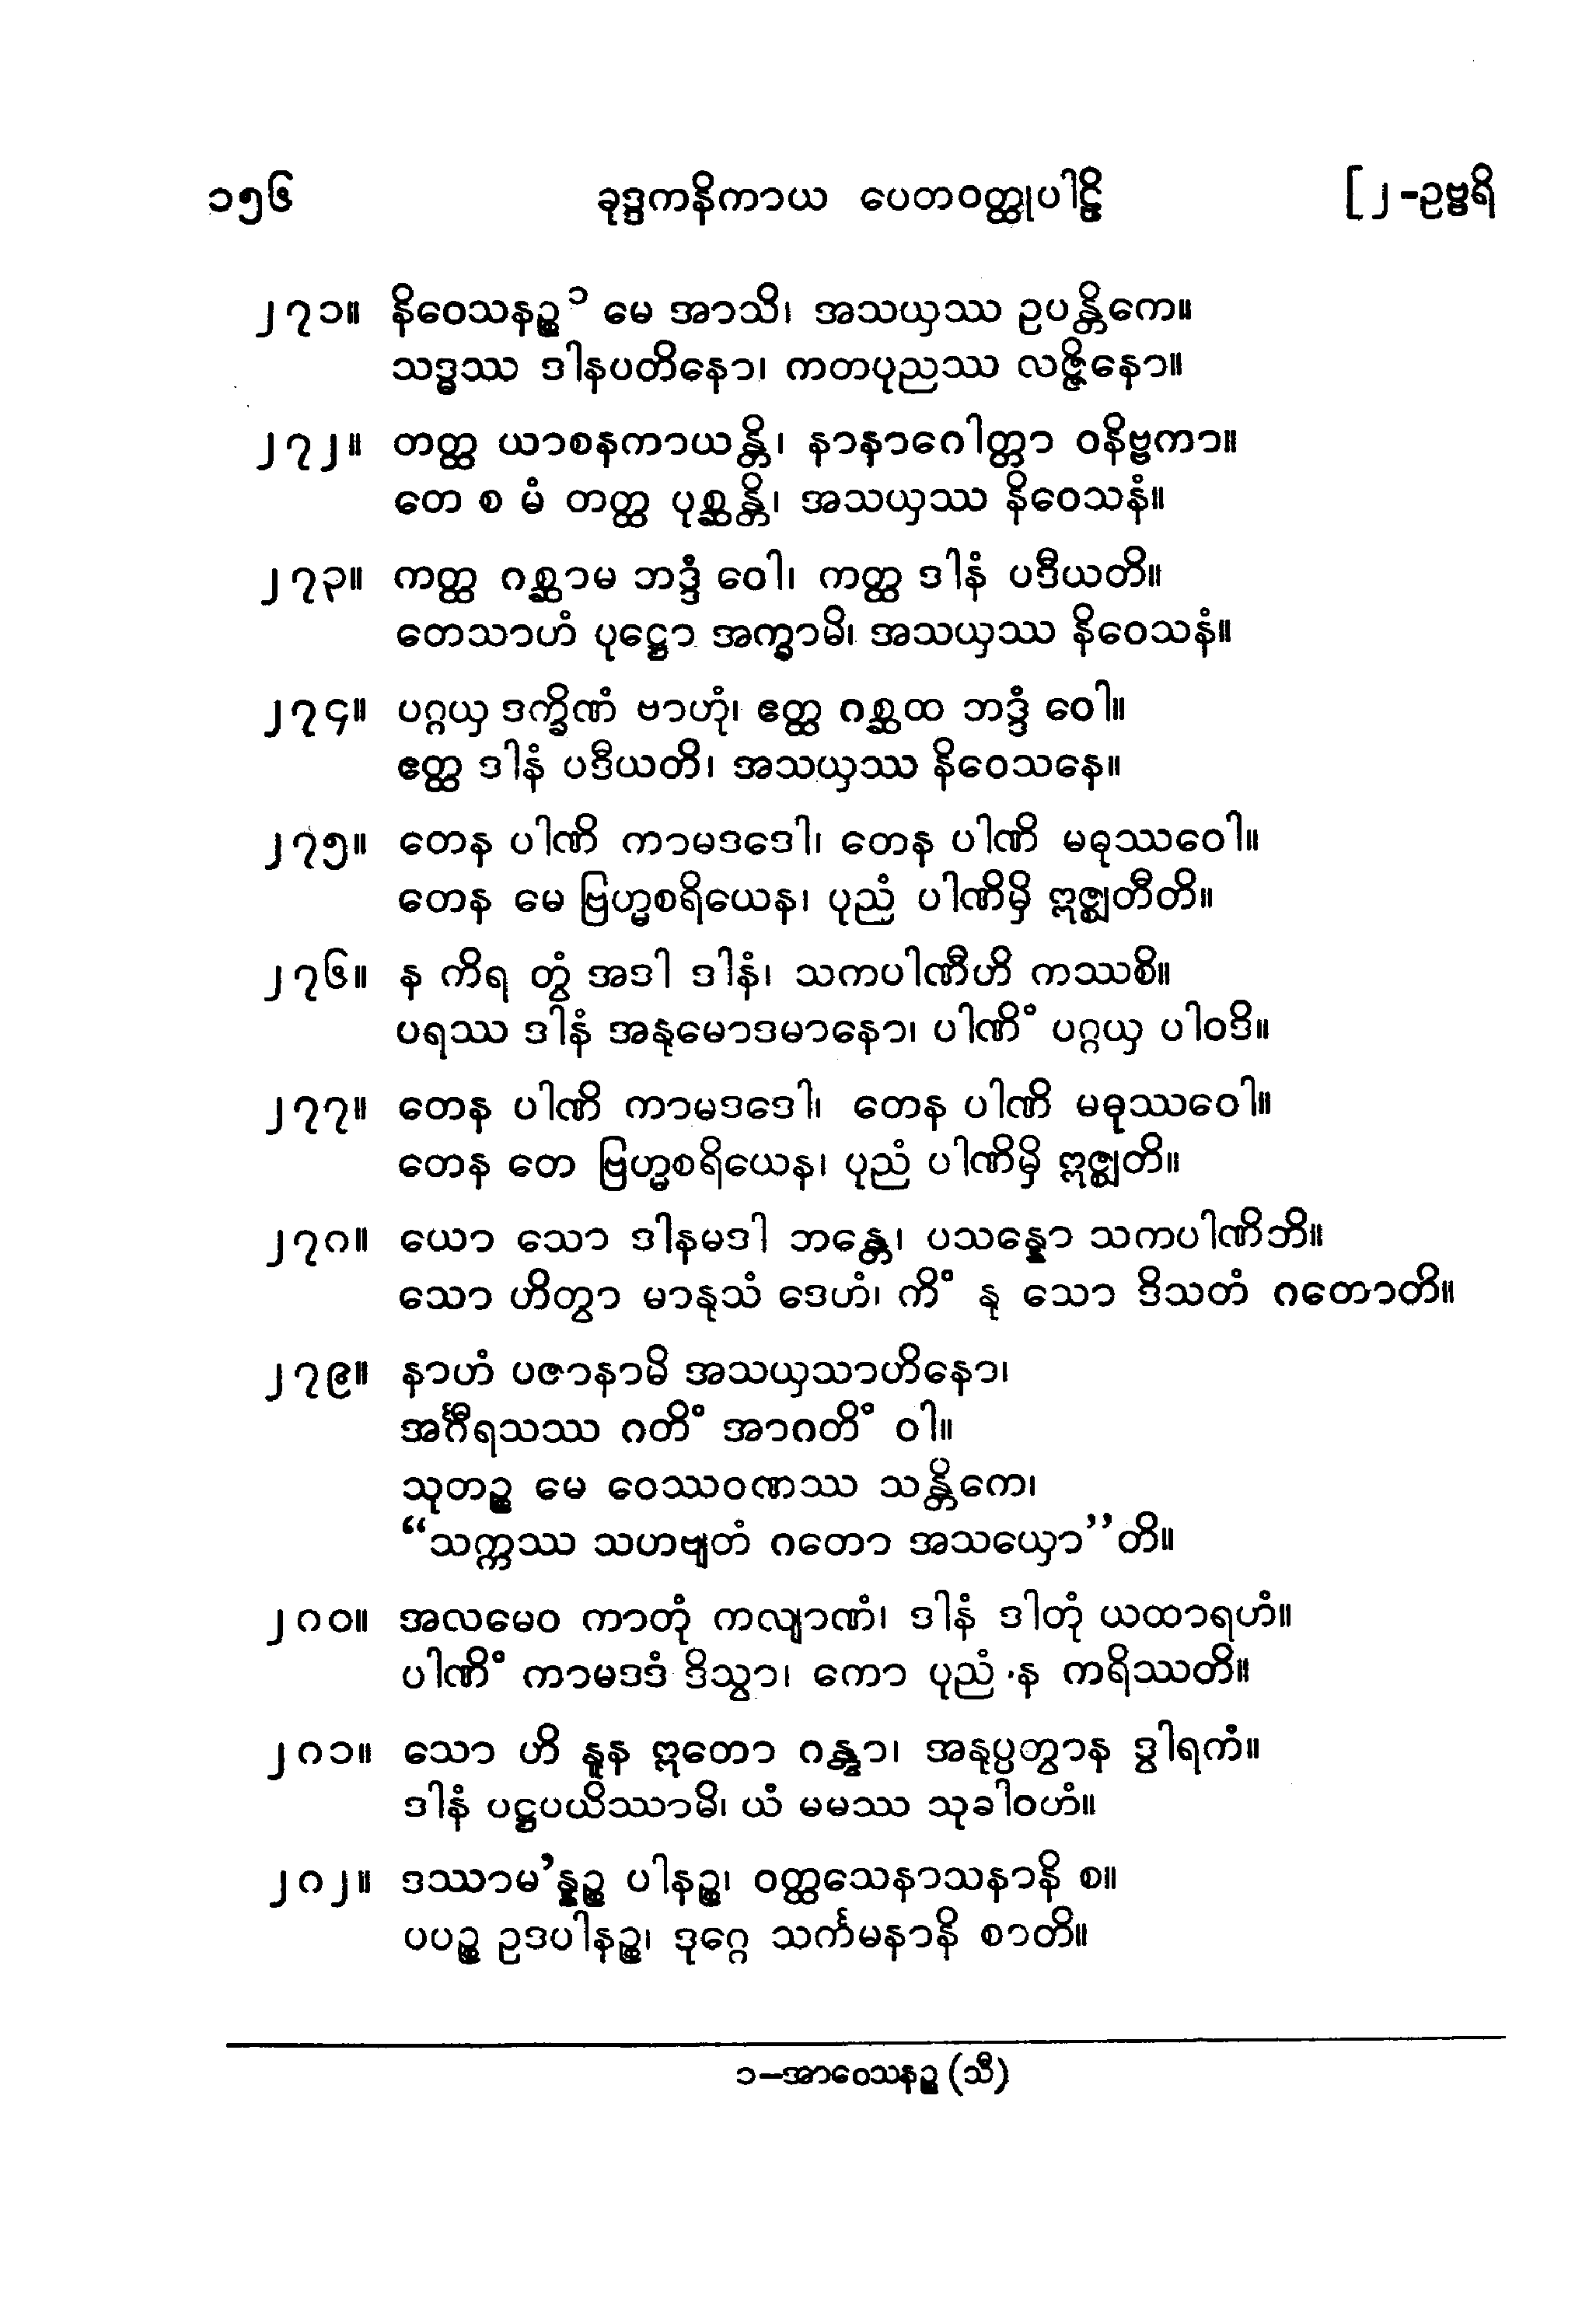 ၁၅၆ ခုဒ္ဒကနိကာယ ပေတဝတ္ထုပါဠိ [၂-ဥဗ္ဗရိ
၂၇၁။ နိဝေသနဉ္စ ၁ မေ အာသိ၊ အသယှဿ ဥပန္တိကေ။
သဒ္ဓဿ ဒါနပတိနော၊ ကတပုညဿ လဇ္ဇိနော။
၂၇၂။ တတ္ထ ယာစနကာယန္တိ၊ နာနာဂေါတ္တာ ဝနိဗ္ဗကာ။
တေ စ မံ တတ္ထ ပုစ္ဆန္တိ၊ အသယှဿ နိဝေသနံ။
၂၇၃။ ကတ္ထ ဂစ္ဆာမ ဘဒ္ဒံ ဝေါ၊ ကတ္ထ ဒါနံ ပဒီယတိ။
တေသာဟံ ပုဋ္ဌော အက္ခာမိ၊ အသယှဿ နိဝေသနံ။
၂၇၄။ ပဂ္ဂယှ ဒက္ခိဏံ ဗာဟုံ၊ ဧတ္ထ ဂစ္ဆထ ဘဒ္ဒံ ဝေါ။
ဧတ္ထ ဒါနံ ပဒီယတိ၊ အသယှဿ နိဝေသနေ။
၂၇၅။ တေန ပါဏိ ကာမဒဒေါ၊ တေန ပါဏိ မဓုဿဝေါ။
တေန မေ ဗြဟ္မစရိယေန၊ ပုညံ ပါဏိမှိ ဣဇ္ဈတီတိ။
၂၇၆။ န ကိရ တွံ အဒါ ဒါနံ၊ သကပါဏီဟိ ကဿစိ။
ပရဿ ဒါနံ အနုမောဒမာနော၊ ပါဏိံ ပဂ္ဂယှ ပါဝဒိ။
၂၇၇။ တေန ပါဏိ ကာမဒဒေါ၊ တေန ပါဏိ မဓုဿဝေါ။
တေန တေ ဗြဟ္မစရိယေန၊ ပုညံ ပါဏိမှိ ဣဇ္ဈတိ။
၂၇၈။ ယော သော ဒါနမဒါ ဘန္တေ၊ ပသန္နော သကပါဏိဘိ။
သော ဟိတွာ မာနုသံ ဒေဟံ၊ ကိံ နု သော ဒိသတံ ဂတောတိ။
၂၇၉။ နာဟံ ပဇာနာမိ အသယှသာဟိနော၊
အင်္ဂီရသဿ ဂတိံ အာဂတိံ ဝါ။
သုတဉ္စ မေ ဝေဿဝဏဿ သန္တိကေ၊
“သက္ကဿ သဟဗျတံ ဂတော အသယှော”တိ။
၂၈၀။ အလမေဝ ကာတုံ ကလျာဏံ၊ ဒါနံ ဒါတုံ ယထာရဟံ။
ပါဏိံ ကာမဒဒံ ဒိသွာ၊ ကော ပုညံ န ကရိဿတိ။
၂၈၁။ သော ဟိ နူန ဣတော ဂန္တွာ၊ အနုပ္ပတွာန ဒွါရကံ။
ဒါနံ ပဋ္ဌပယိဿာမိ၊ ယံ မမဿ သုခါဝဟံ။
၂၈၂။ ဒဿာမ’န္နဉ္စ ပါနဉ္စ၊ ဝတ္ထသေနာသနာနိ စ။
ပပဉ္စ ဥဒပါနဉ္စ၊ ဒုဂ္ဂေ သင်္ကမနာနိ စာတိ။
၁–အာဝေသနဉ္စ (သီ)